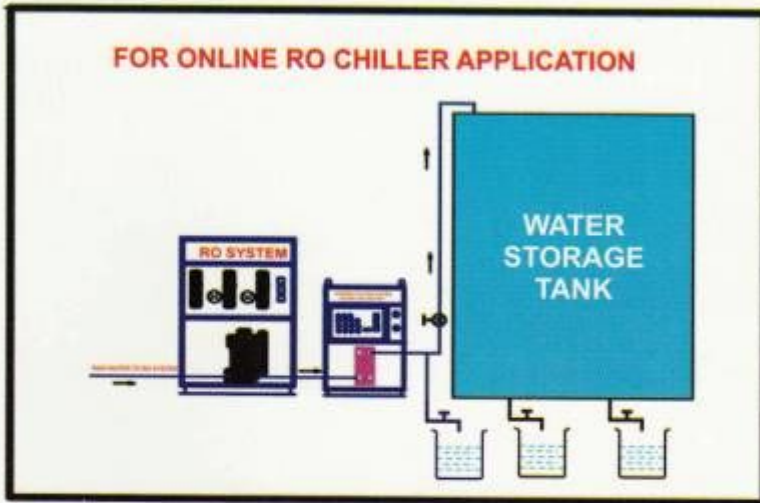 FOR ONLINE RO CHILLER APPLICATION
WATER
STORAGE
TANK
RO SYSTEM